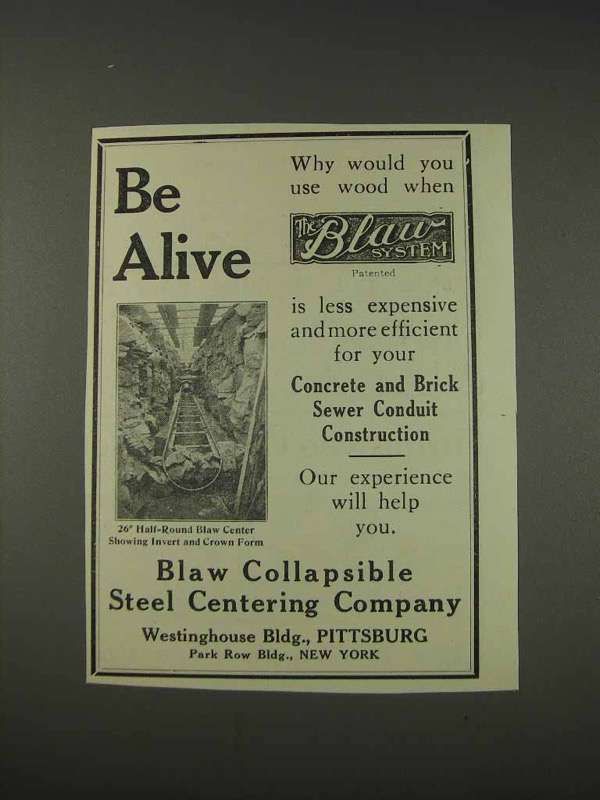 Be
Alive
26" Half-Round Blaw Center
Showing Invert and Crown Form
Why would you
use wood when
The Blaw
SYSTEM
Patented
is less expensive
and more efficient
for your
Concrete and Brick
Sewer Conduit
Construction
Our experience
will help
you.
Blaw Collapsible
Steel Centering Company
Westinghouse Bldg., PITTSBURG
Park Row Bldg., NEW YORK